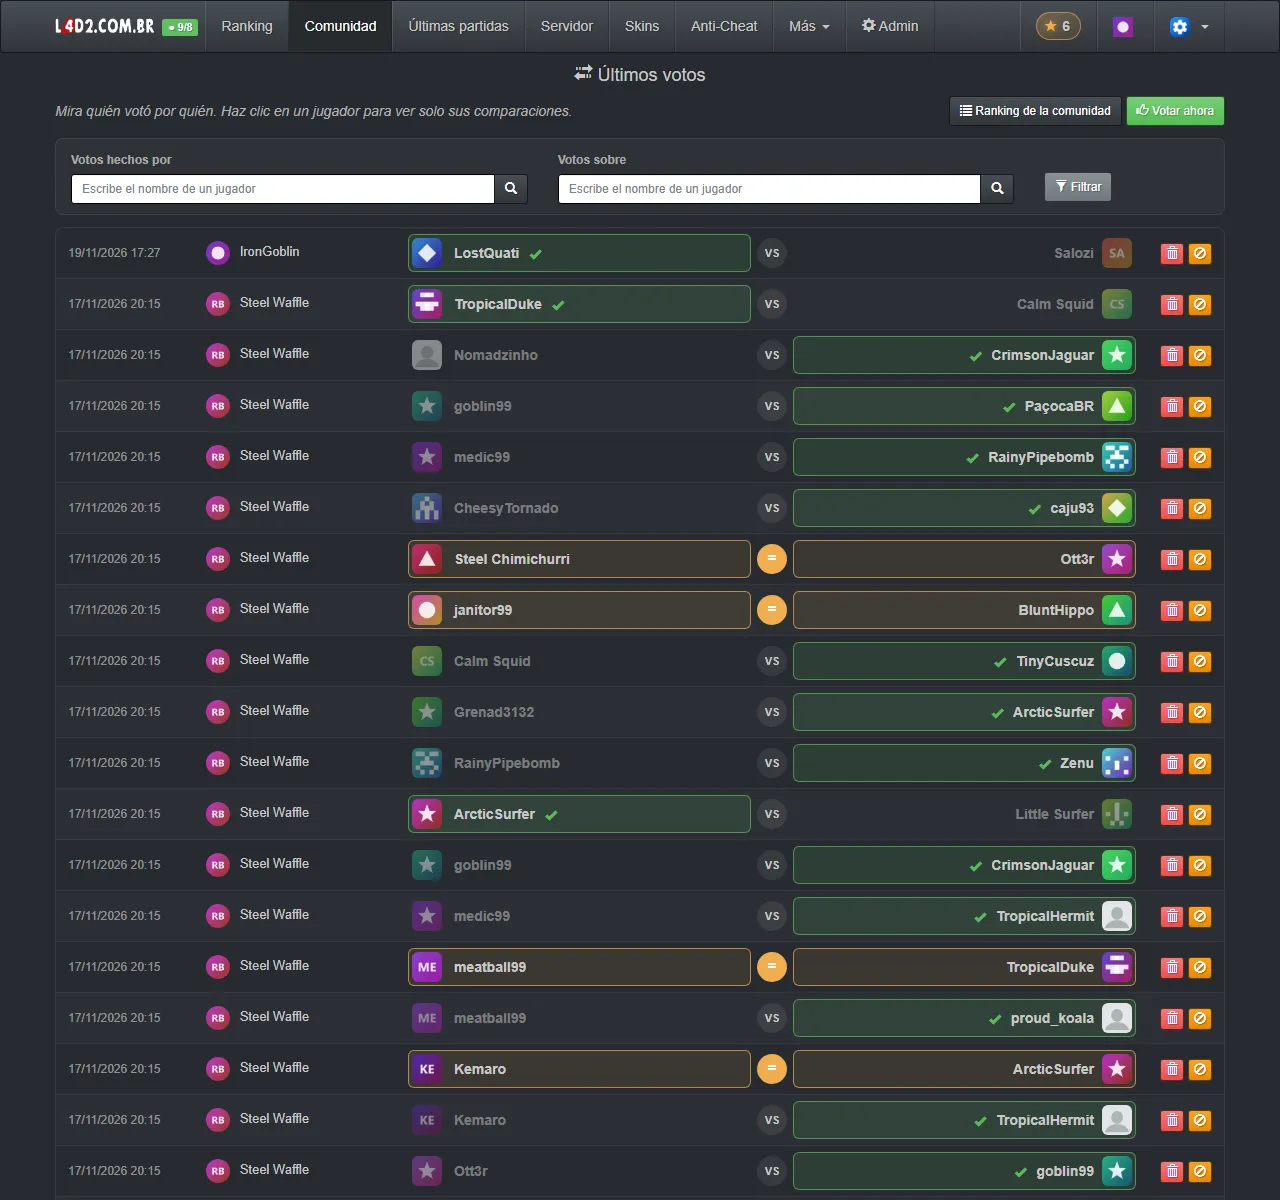 L4D2.COM.BR 9/8 Ranking Comunidad Últimas partidas Servidor Skins Anti-Cheat Más Admin 6
Últimos votos
Mira quién votó por quién. Haz clic en un jugador para ver solo sus comparaciones.
Ranking de la comunidad Votar ahora
Votos hechos por Votos sobre
Escribe el nombre de un jugador Escribe el nombre de un jugador Filtrar
19/11/2026 17:27 IronGoblin LostQuati VS Salozi SA
17/11/2026 20:15 RB Steel Waffle TropicalDuke VS Calm Squid CS
17/11/2026 20:15 RB Steel Waffle Nomadzinho VS CrimsonJaguar
17/11/2026 20:15 RB Steel Waffle goblin99 VS PaçocaBR
17/11/2026 20:15 RB Steel Waffle medic99 VS RainyPipebomb
17/11/2026 20:15 RB Steel Waffle CheesyTornado VS caju93
17/11/2026 20:15 RB Steel Waffle Steel Chimichurri = Ott3r
17/11/2026 20:15 RB Steel Waffle janitor99 = BluntHippo
17/11/2026 20:15 RB Steel Waffle CS Calm Squid VS TinyCuscuz
17/11/2026 20:15 RB Steel Waffle Grenad3132 VS ArcticSurfer
17/11/2026 20:15 RB Steel Waffle RainyPipebomb VS Zenu
17/11/2026 20:15 RB Steel Waffle ArcticSurfer VS Little Surfer
17/11/2026 20:15 RB Steel Waffle goblin99 VS CrimsonJaguar
17/11/2026 20:15 RB Steel Waffle medic99 VS TropicalHermit
17/11/2026 20:15 RB Steel Waffle ME meatball99 = TropicalDuke
17/11/2026 20:15 RB Steel Waffle ME meatball99 VS proud_koala
17/11/2026 20:15 RB Steel Waffle KE Kemaro = ArcticSurfer
17/11/2026 20:15 RB Steel Waffle KE Kemaro VS TropicalHermit
17/11/2026 20:15 RB Steel Waffle Ott3r VS goblin99